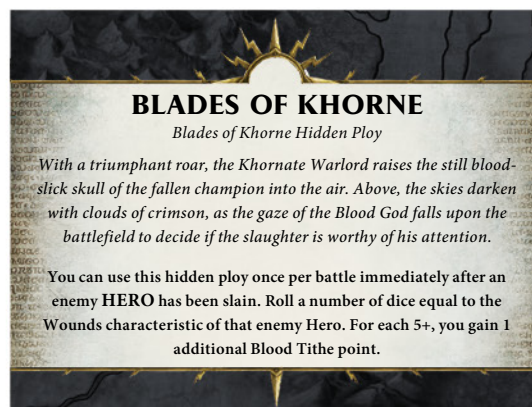 BLADES OF KHORNE
Blades of Khorne Hidden Ploy
With a triumphant roar, the Khornate Warlord raises the still blood-
slick skull of the fallen champion into the air. Above, the skies darken
with clouds of crimson, as the gaze of the Blood God falls upon the
battlefield to decide if the slaughter is worthy of his attention.
You can use this hidden ploy once per battle immediately after an
enemy HERO has been slain. Roll a number of dice equal to the
Wounds characteristic of that enemy Hero. For each 5+, you gain 1
additional Blood Tithe point.